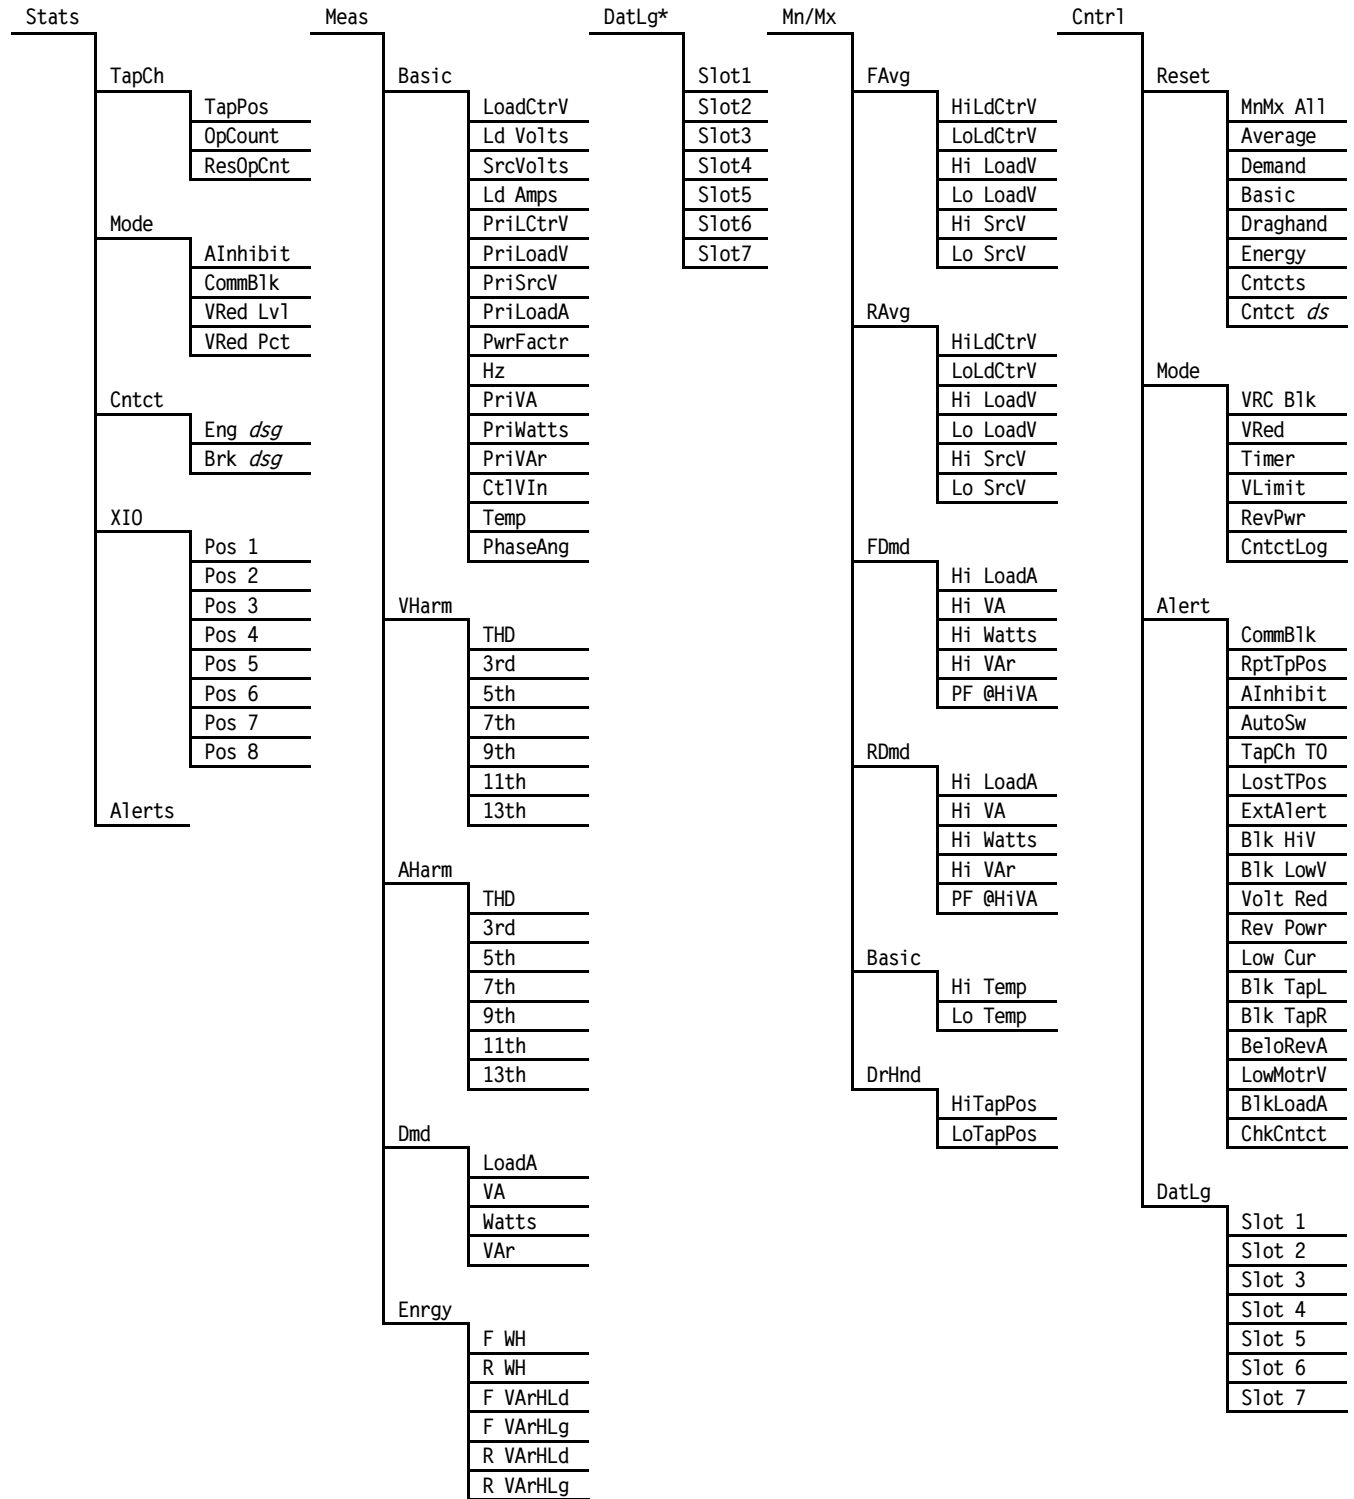 Stats
TapCh
TapPos
OpCount
ResOpCnt
Mode
AInhibit
CommBlk
VRed Lvl
VRed Pct
Cntct
Eng dsg
Brk dsg
XIO
Pos 1
Pos 2
Pos 3
Pos 4
Pos 5
Pos 6
Pos 7
Pos 8
Alerts
Meas
Basic
LoadCtrV
Ld Volts
SrcVolts
Ld Amps
PriLCtrV
PriLoadV
PriSrcV
PriLoadA
PwrFactr
Hz
PriVA
PriWatts
PriVAr
CtlVIn
Temp
PhaseAng
VHarm
THD
3rd
5th
7th
9th
11th
13th
AHarm
THD
3rd
5th
7th
9th
11th
13th
Dmd
LoadA
VA
Watts
VAr
Enrgy
F WH
R WH
F VArHLd
F VArHLg
R VArHLd
R VArHLg
DatLg*
Slot1
Slot2
Slot3
Slot4
Slot5
Slot6
Slot7
Mn/Mx
FAvg
HiLdCtrV
LoLdCtrV
Hi LoadV
Lo LoadV
Hi SrcV
Lo SrcV
RAvg
HiLdCtrV
LoLdCtrV
Hi LoadV
Lo LoadV
Hi SrcV
Lo SrcV
FDmd
Hi LoadA
Hi VA
Hi Watts
Hi VAr
PF @HiVA
RDmd
Hi LoadA
Hi VA
Hi Watts
Hi VAr
PF @HiVA
Basic
Hi Temp
Lo Temp
DrHnd
HiTapPos
LoTapPos
Cntrl
Reset
MnMx All
Average
Demand
Basic
Draghand
Energy
Cntcts
Cntct ds
Mode
VRC Blk
VRed
Timer
VLimit
RevPwr
CntctLog
Alert
CommBlk
RptTpPos
AInhibit
AutoSw
TapCh TO
LostTPos
ExtAlert
Blk HiV
Blk LowV
Volt Red
Rev Powr
Low Cur
Blk TapL
Blk TapR
BeloRevA
LowMotrV
BlkLoadA
ChkCntct
DatLg
Slot 1
Slot 2
Slot 3
Slot 4
Slot 5
Slot 6
Slot 7